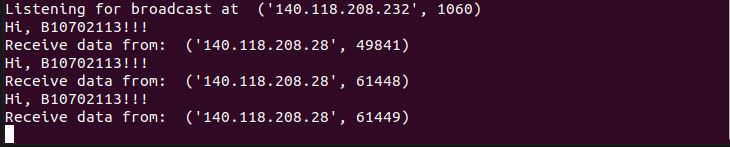 Listening for broadcast at  ('140.118.208.232', 1060)
Hi, B10702113!!!
Receive data from:  ('140.118.208.28', 49841)
Hi, B10702113!!!
Receive data from:  ('140.118.208.28', 61448)
Hi, B10702113!!!
Receive data from:  ('140.118.208.28', 61449)